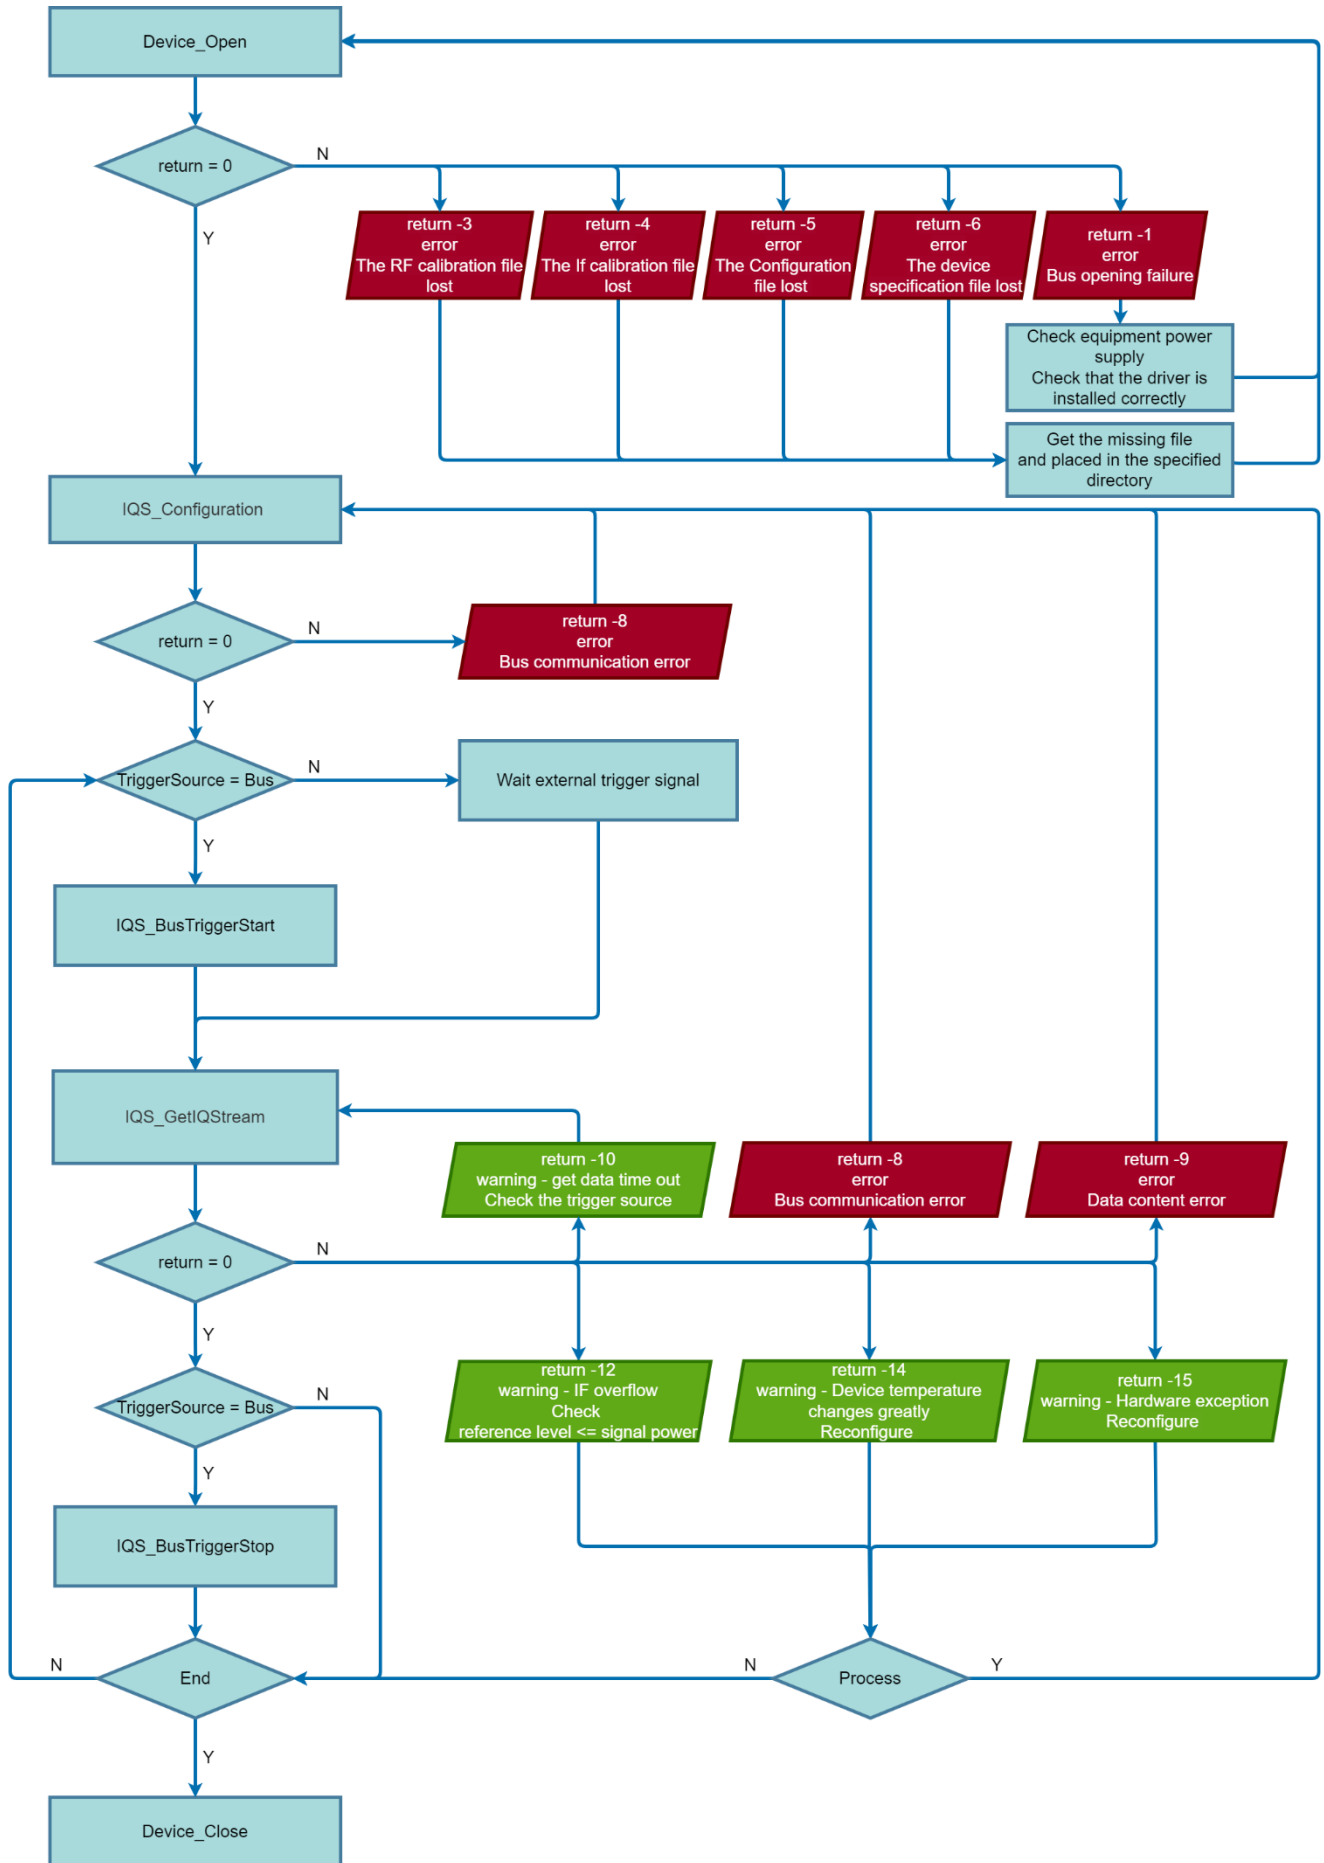 Device_Open
return = 0
N
Y
return -3
error
The RF calibration file
lost
return -4
error
The If calibration file
lost
return -5
error
The Configuration
file lost
return -6
error
The device
specification file lost
return -1
error
Bus opening failure
Check equipment power
supply
Check that the driver is
installed correctly
Get the missing file
and placed in the specified
directory
IQS_Configuration
return = 0
N
return -8
error
Bus communication error
Y
TriggerSource = Bus
N
Wait external trigger signal
Y
IQS_BusTriggerStart
IQS_GetIQStream
return -10
warning - get data time out
Check the trigger source
return -8
error
Bus communication error
return -9
error
Data content error
return = 0
N
Y
return -12
warning - IF overflow
Check
reference level <= signal power
return -14
warning - Device temperature
changes greatly
Reconfigure
return -15
warning - Hardware exception
Reconfigure
TriggerSource = Bus
N
Y
IQS_BusTriggerStop
N
End
N
Process
Y
Y
Device_Close